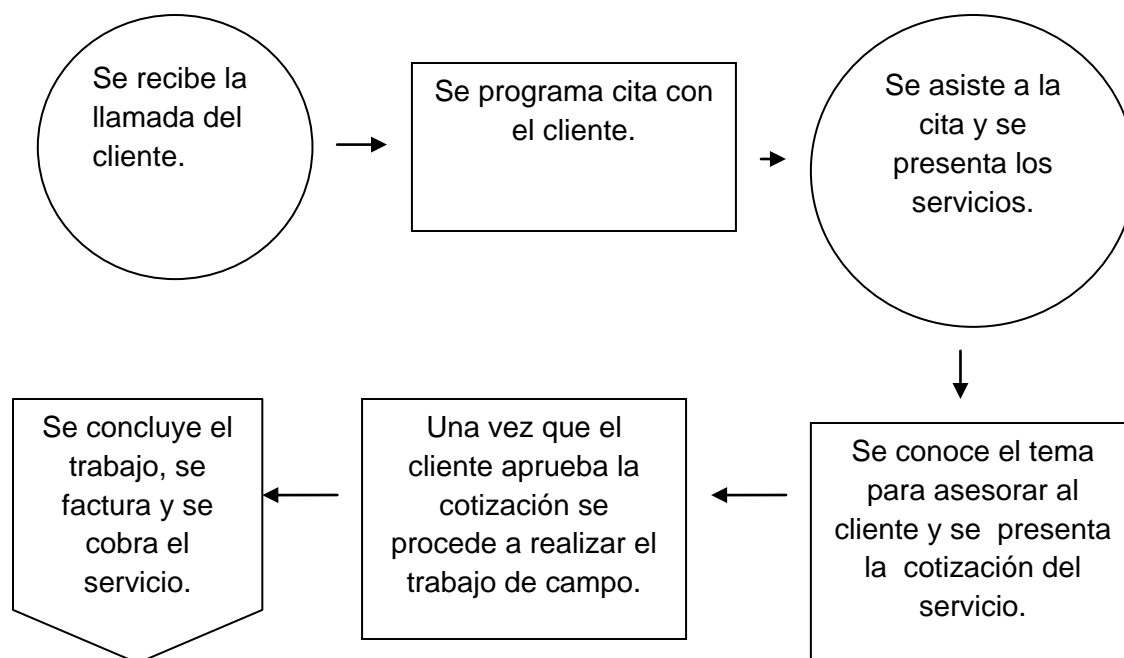 Se recibe la
llamada del
cliente.
Se programa cita con
el cliente.
Se asiste a la
cita y se
presenta los
servicios.
Se conoce el tema
para asesorar al
cliente y se presenta
la cotización del
servicio.
Una vez que el
cliente aprueba la
cotización se
procede a realizar el
trabajo de campo.
Se concluye el
trabajo, se
factura y se
cobra el
servicio.